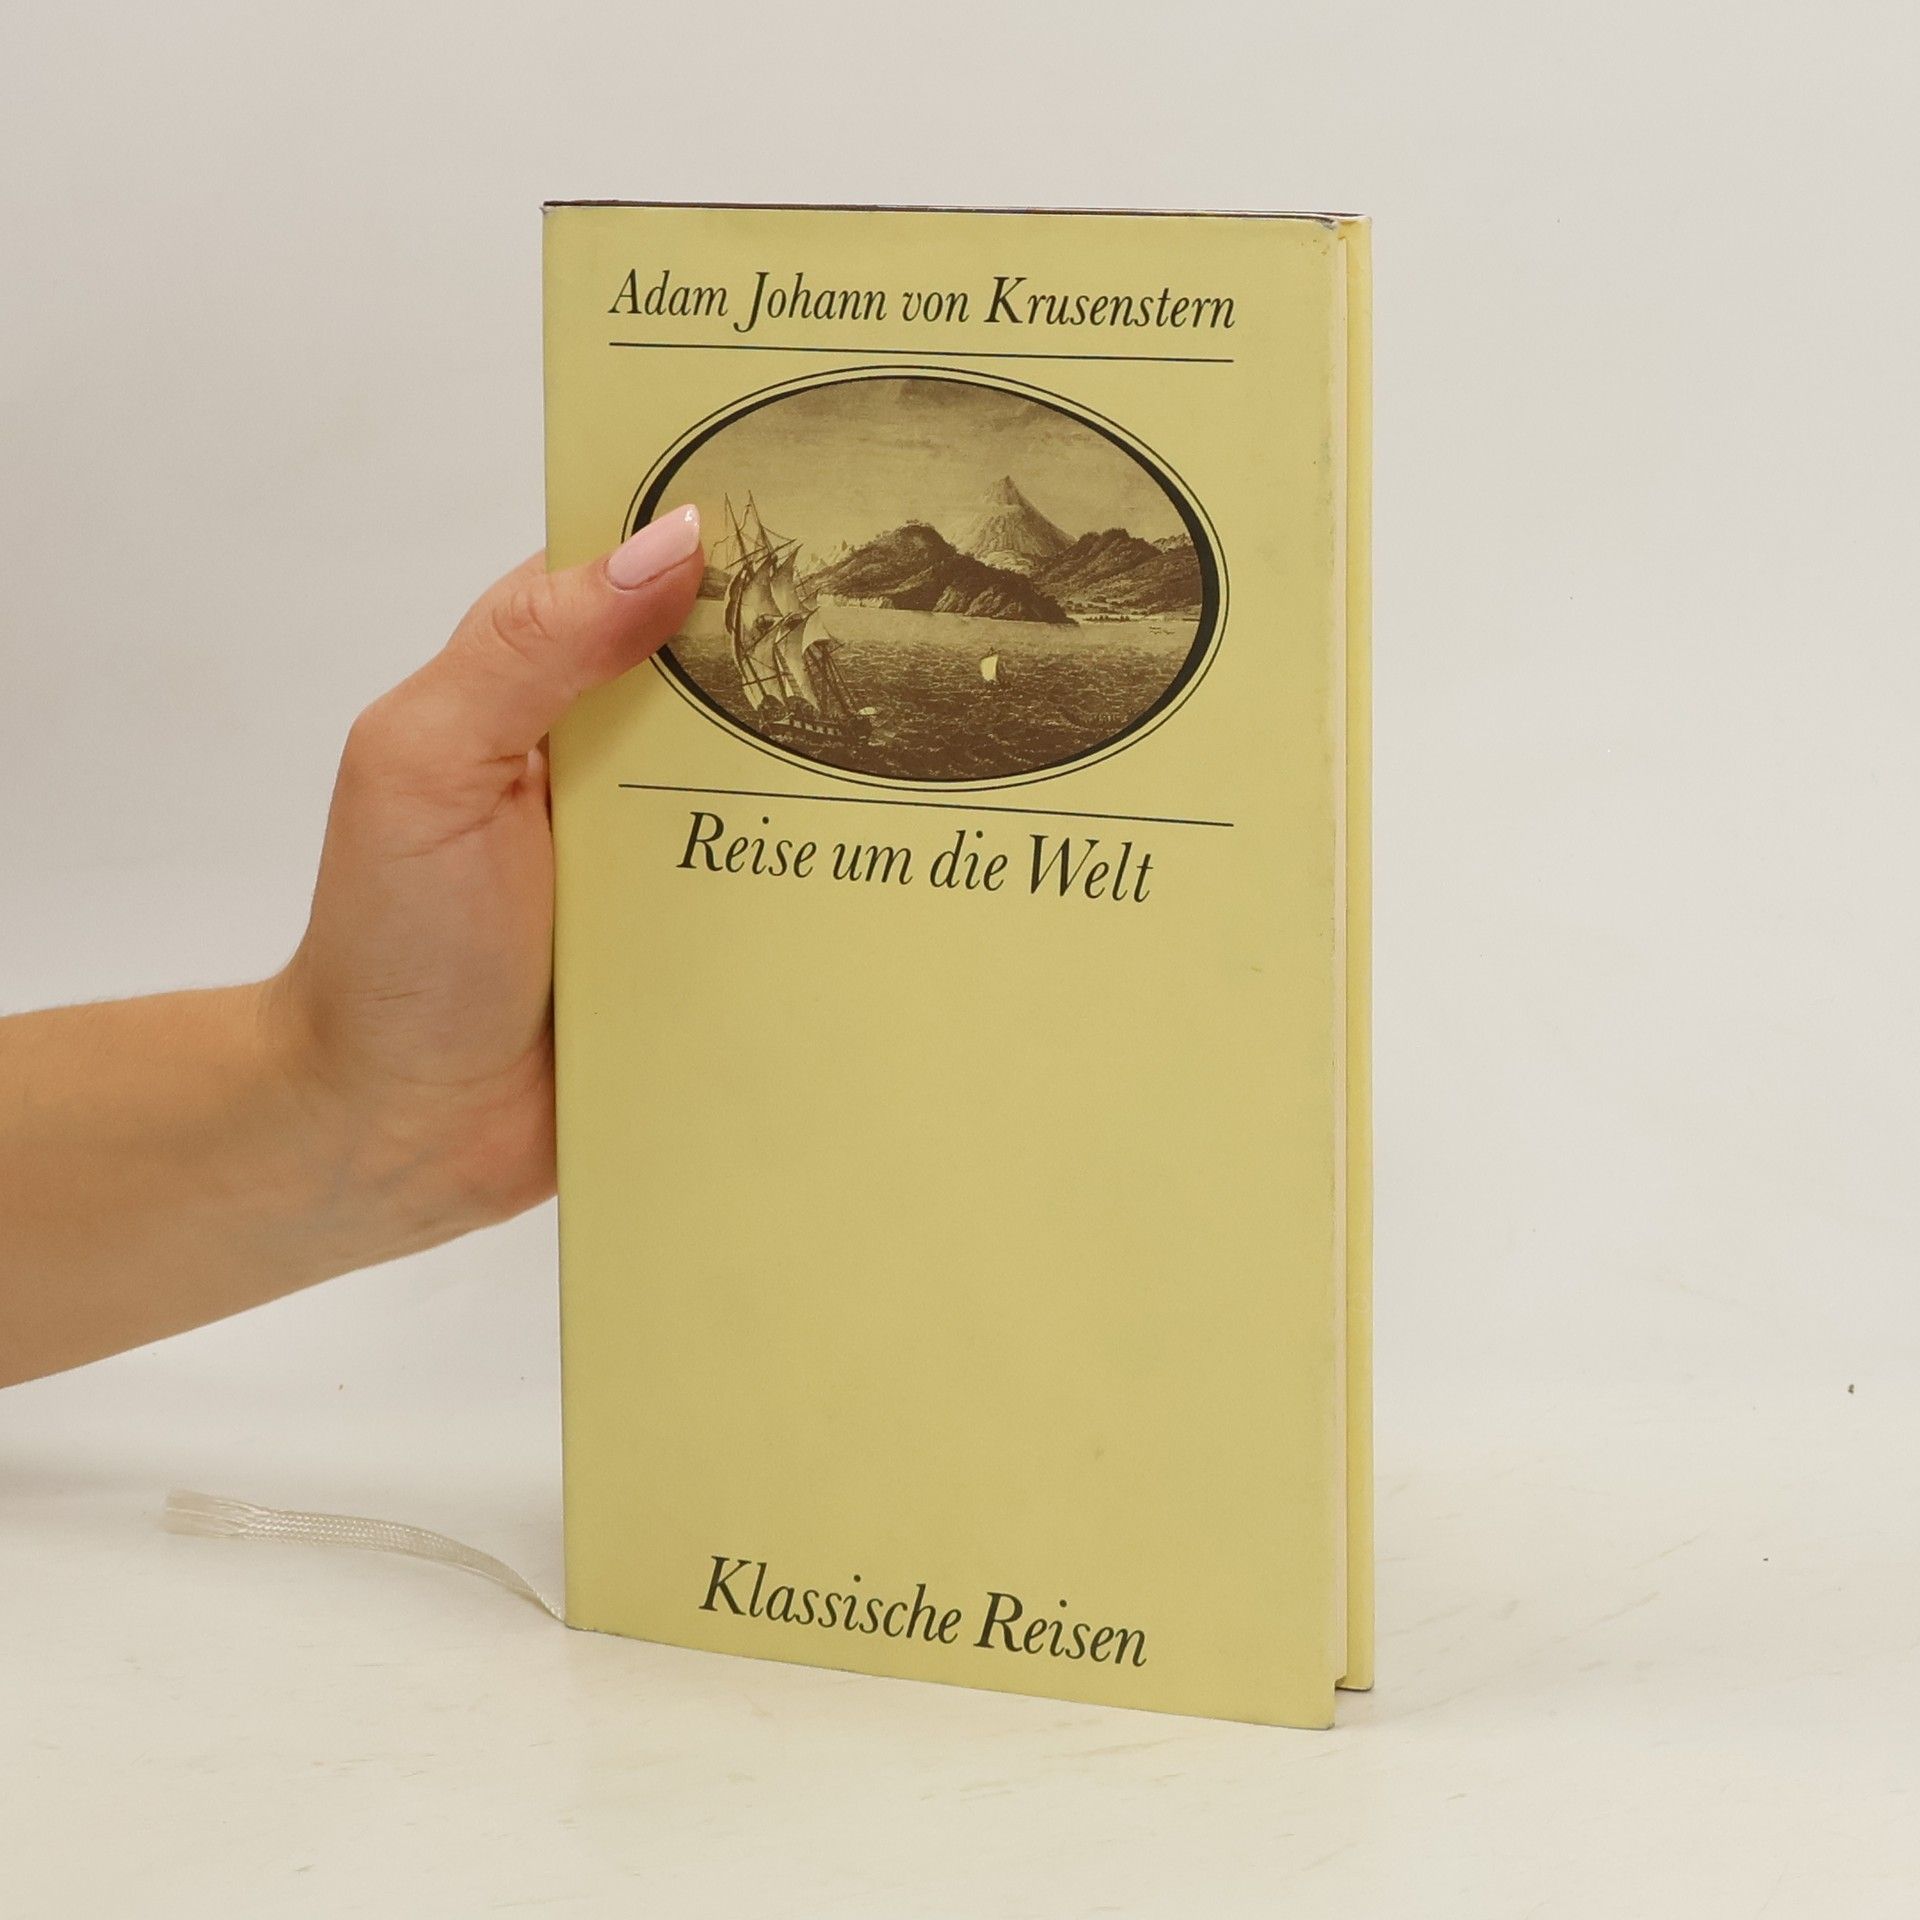 Adam Johann von Krusenstern
Reise um die Welt
Klassische Reisen